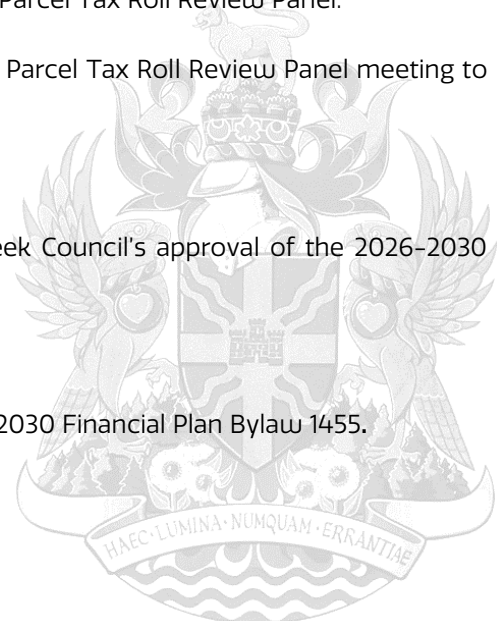 Parcel Tax Roll Review Panel.
Parcel Tax Roll Review Panel meeting to
eek Council's approval of the 2026-2030
2030 Financial Plan Bylaw 1455.
HAEC·LUMINA·NUMQUAM·ERRANTIAE